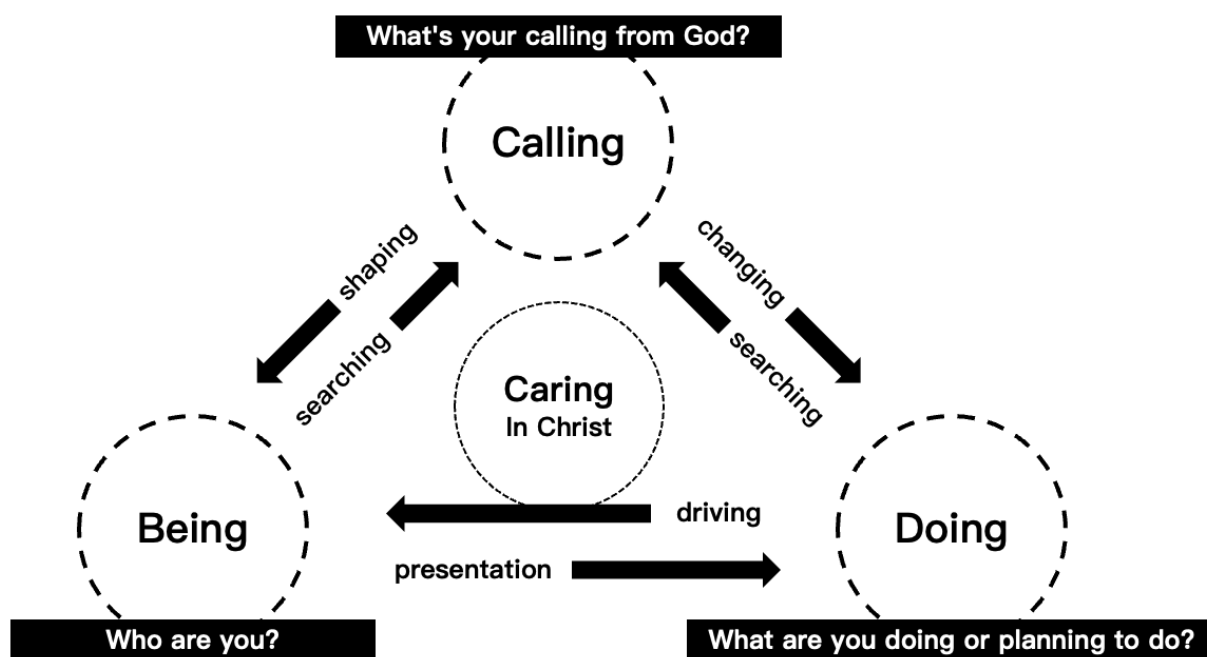 What's your calling from God?
Calling
shaping
changing
searching
searching
Caring
In Christ
Being
Doing
driving
presentation
Who are you?
What are you doing or planning to do?